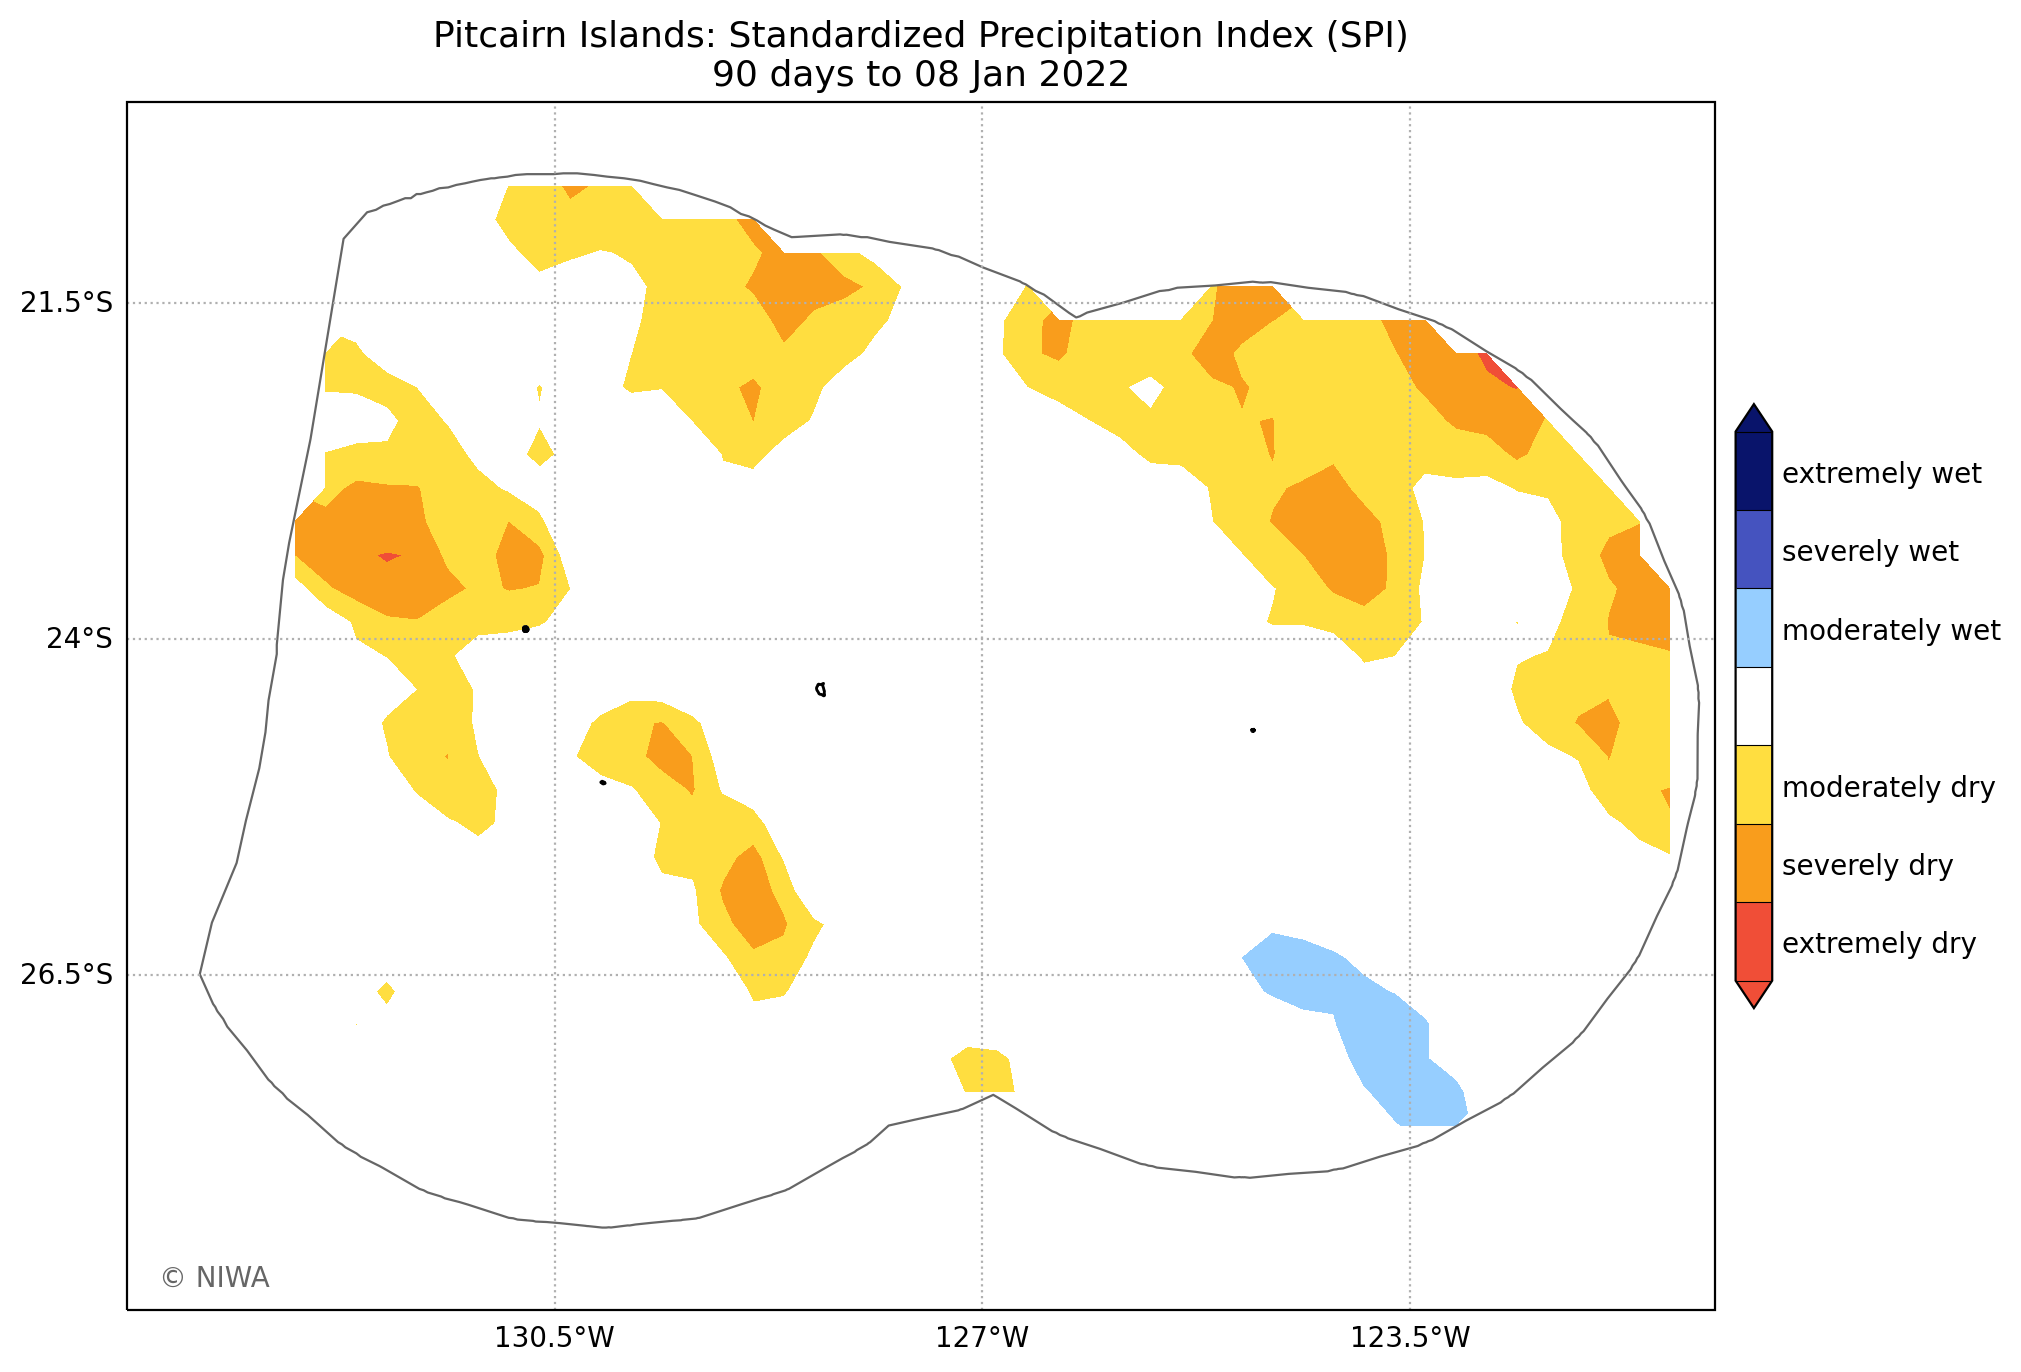 Pitcairn Islands: Standardized Precipitation Index (SPI)
90 days to 08 Jan 2022
21.5°S
24°S
26.5°S
130.5°W
127°W
123.5°W
extremely wet
severely wet
moderately wet
moderately dry
severely dry
extremely dry
© NIWA